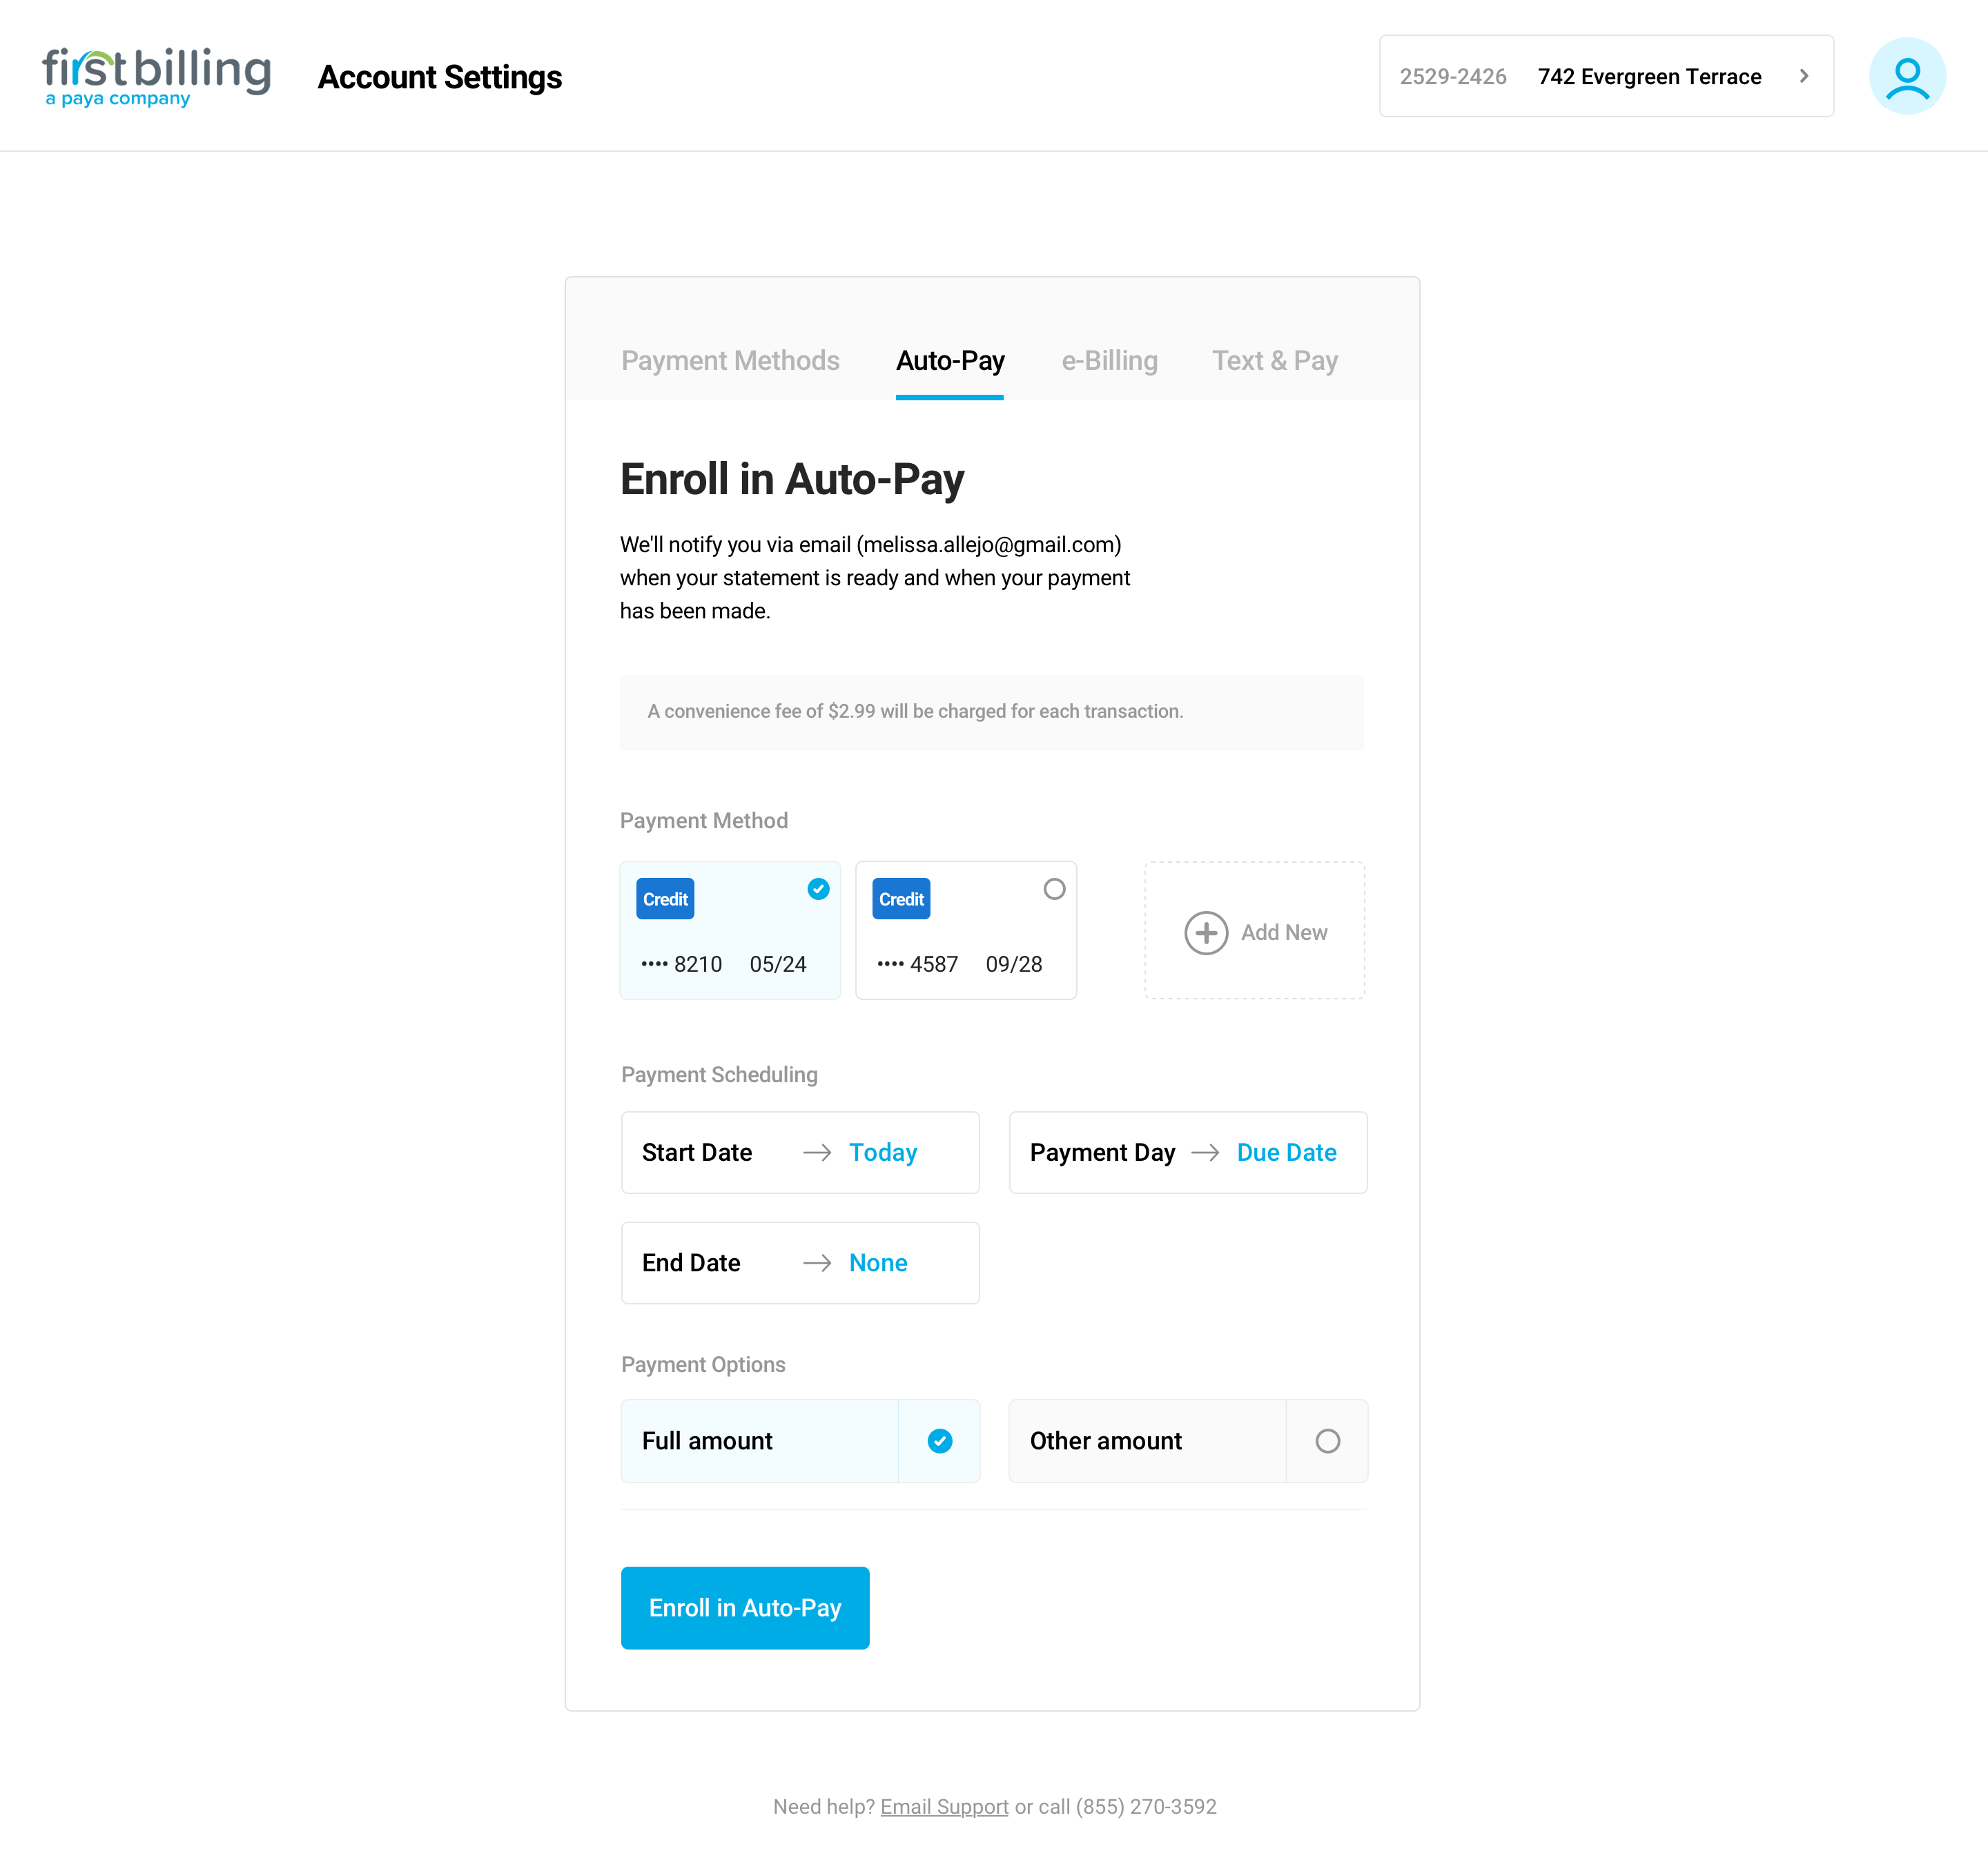 firstbilling
a paya company
Account Settings
2529-2426 742 Evergreen Terrace
Payment Methods Auto-Pay e-Billing Text & Pay
Enroll in Auto-Pay
We'll notify you via email (melissa.allejo@gmail.com)
when your statement is ready and when your payment
has been made.
A convenience fee of $2.99 will be charged for each transaction.
Payment Method
Credit Credit
•••• 8210 05/24 •••• 4587 09/28
Add New
Payment Scheduling
Start Date → Today Payment Day → Due Date
End Date → None
Payment Options
Full amount Other amount
Enroll in Auto-Pay
Need help? Email Support or call (855) 270-3592